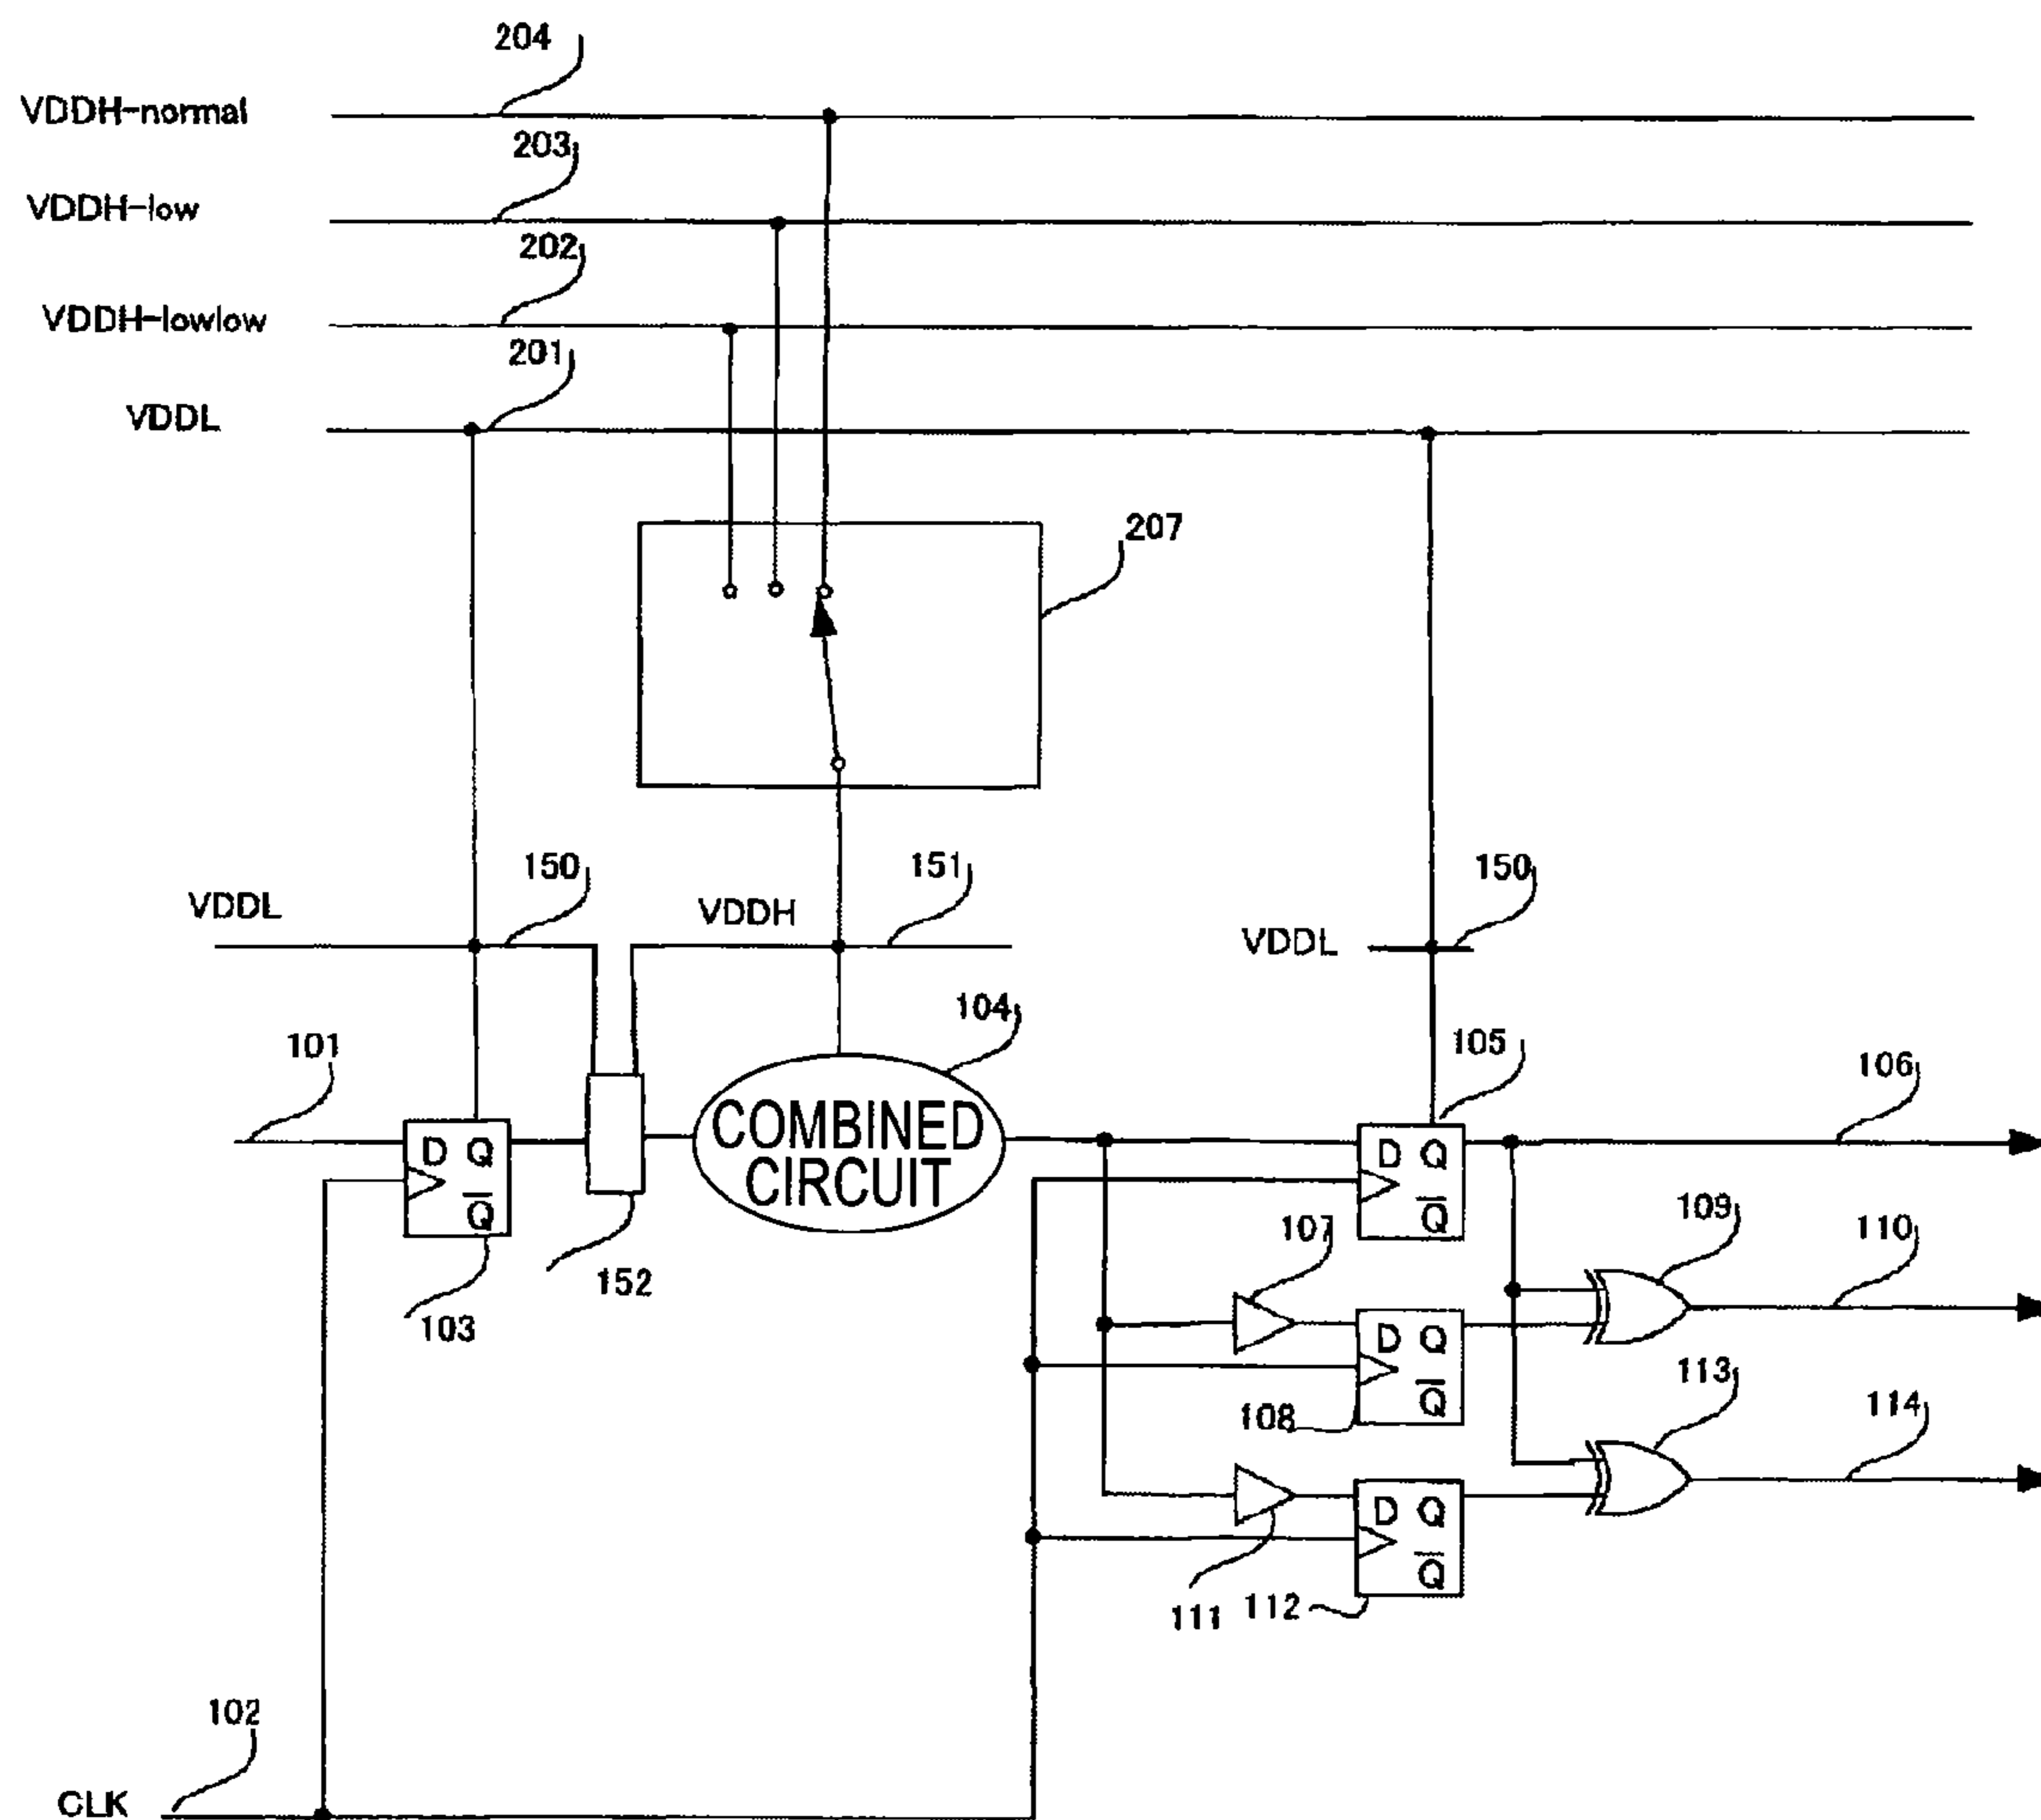 204
VDDH-normal
203
VDDH-low
202
VDDH-lowlow
201
VDDL
207
150
151
150
VDDL
VDDH
VDDL
104
101
105
106
D Q
Q̅
COMBINED
CIRCUIT
D Q
Q̅
107
109
110
152
103
D Q
Q̅
108
113
114
D Q
Q̅
111
112
102
CLK